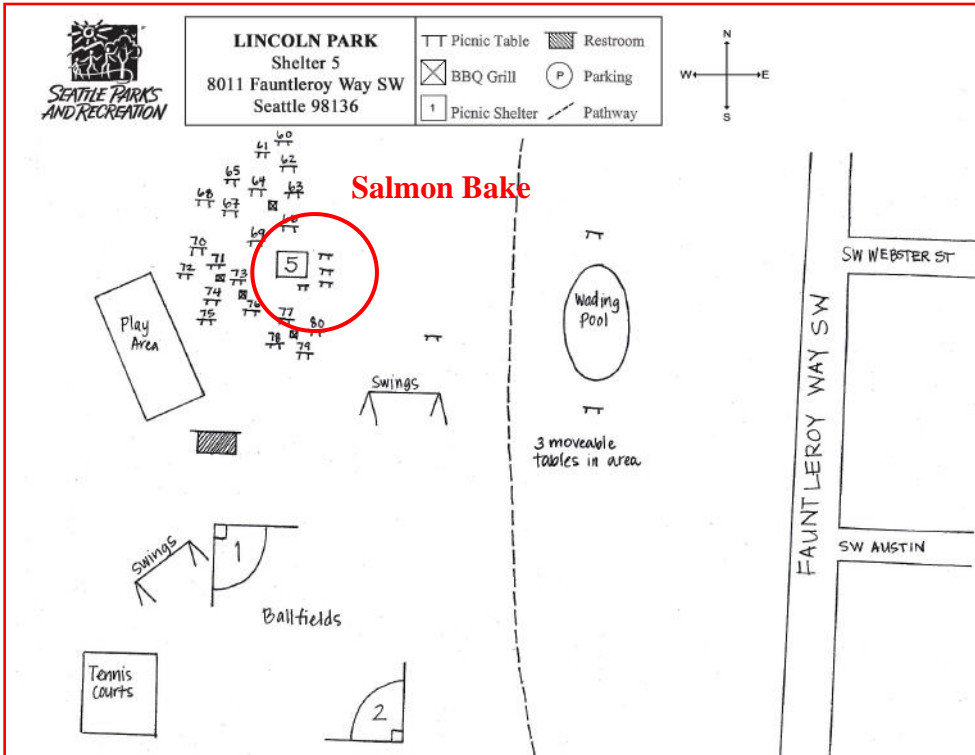 SEATTLE PARKS
AND RECREATION
LINCOLN PARK
Shelter 5
8011 Fauntleroy Way SW
Seattle 98136
Picnic Table
Restroom
BBQ Grill
P
Parking
1
Picnic Shelter
Pathway
N
W
E
S
60
61
62
65
64
63
68
67
66
Salmon Bake
69
70
71
72
73
5
74
76
75
77
80
78
79
Play
Area
Swings
Wading
Pool
3 moveable
tables in area
SW WEBSTER ST
FAUNTLEROY WAY SW
SW AUSTIN
Swings
1
Ballfields
Tennis
Courts
2